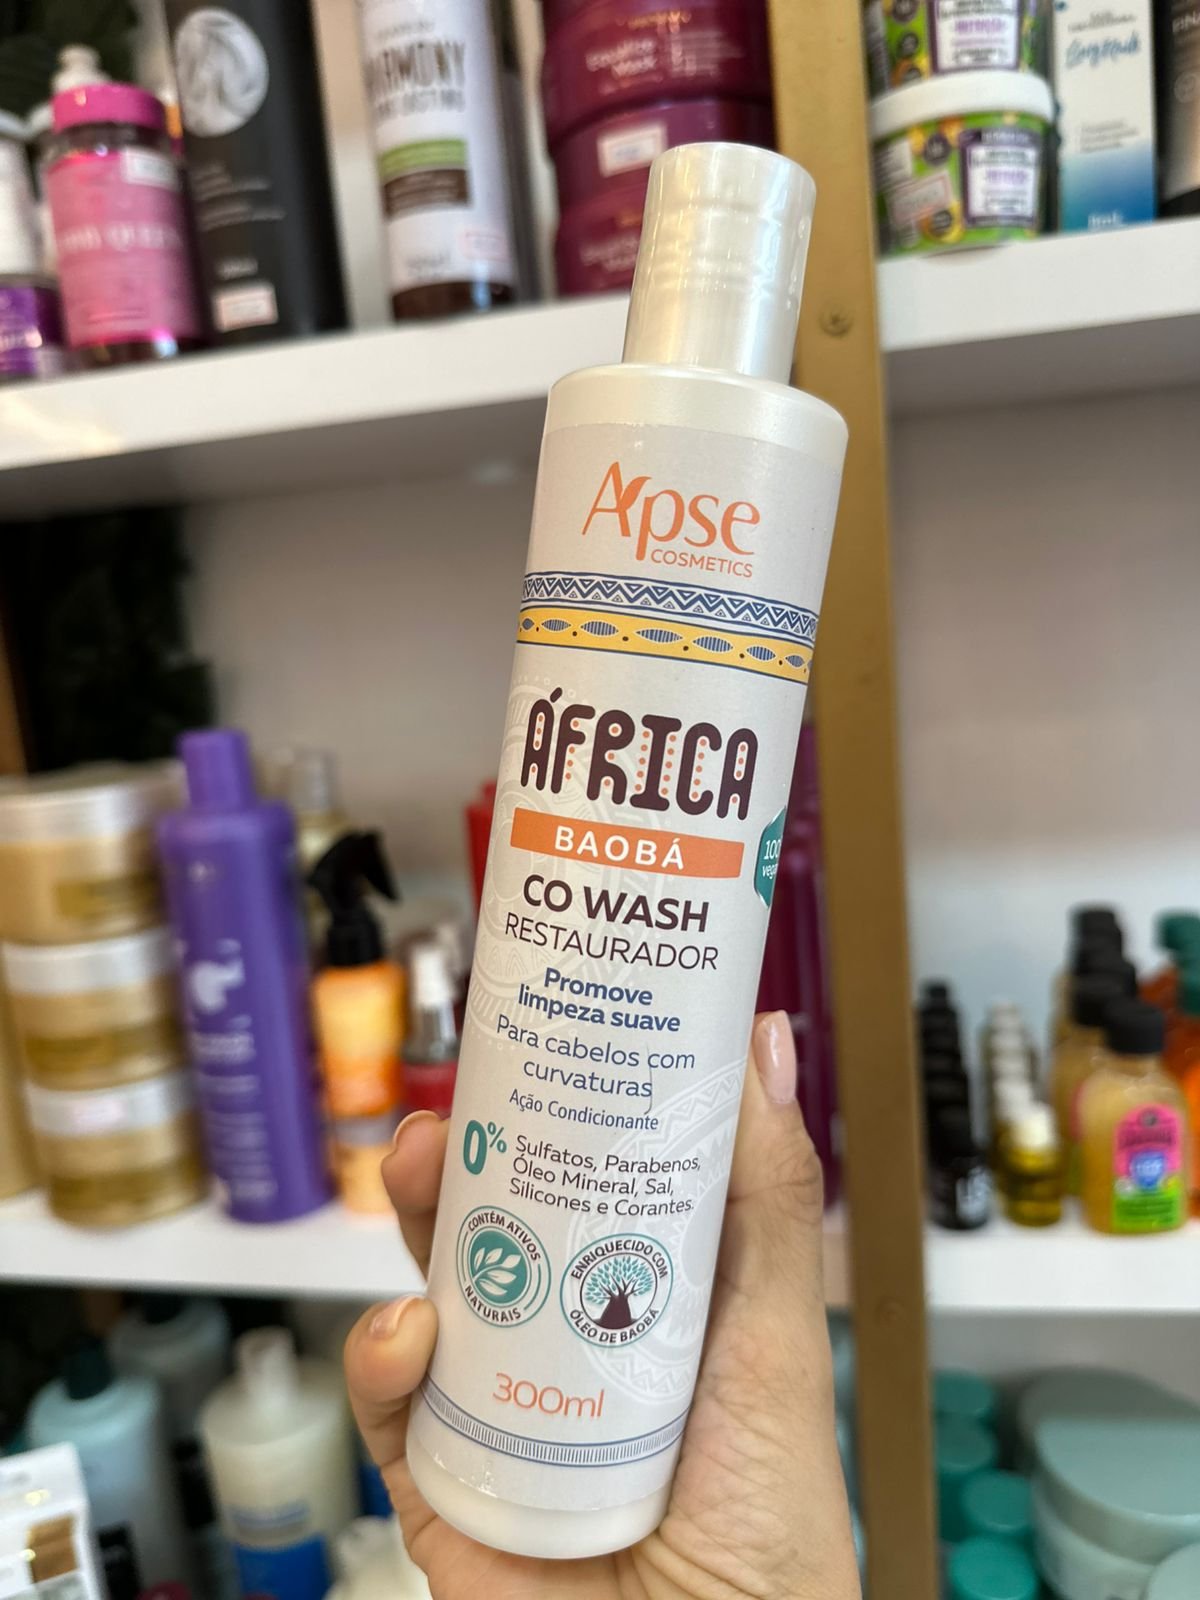 Apse
COSMETICS
ÁFRICA
BAOBÁ
CO WASH
RESTAURADOR
Promove
limpeza suave
Para cabelos com
curvaturas
Ação Condicionante
0%
Sulfatos, Parabenos,
Óleo Mineral, Sal,
Silicones e Corantes.
CONTÉM ATIVOS
NATURAIS
ENRIQUECIDO COM
ÓLEO DE BAOBÁ
300ml